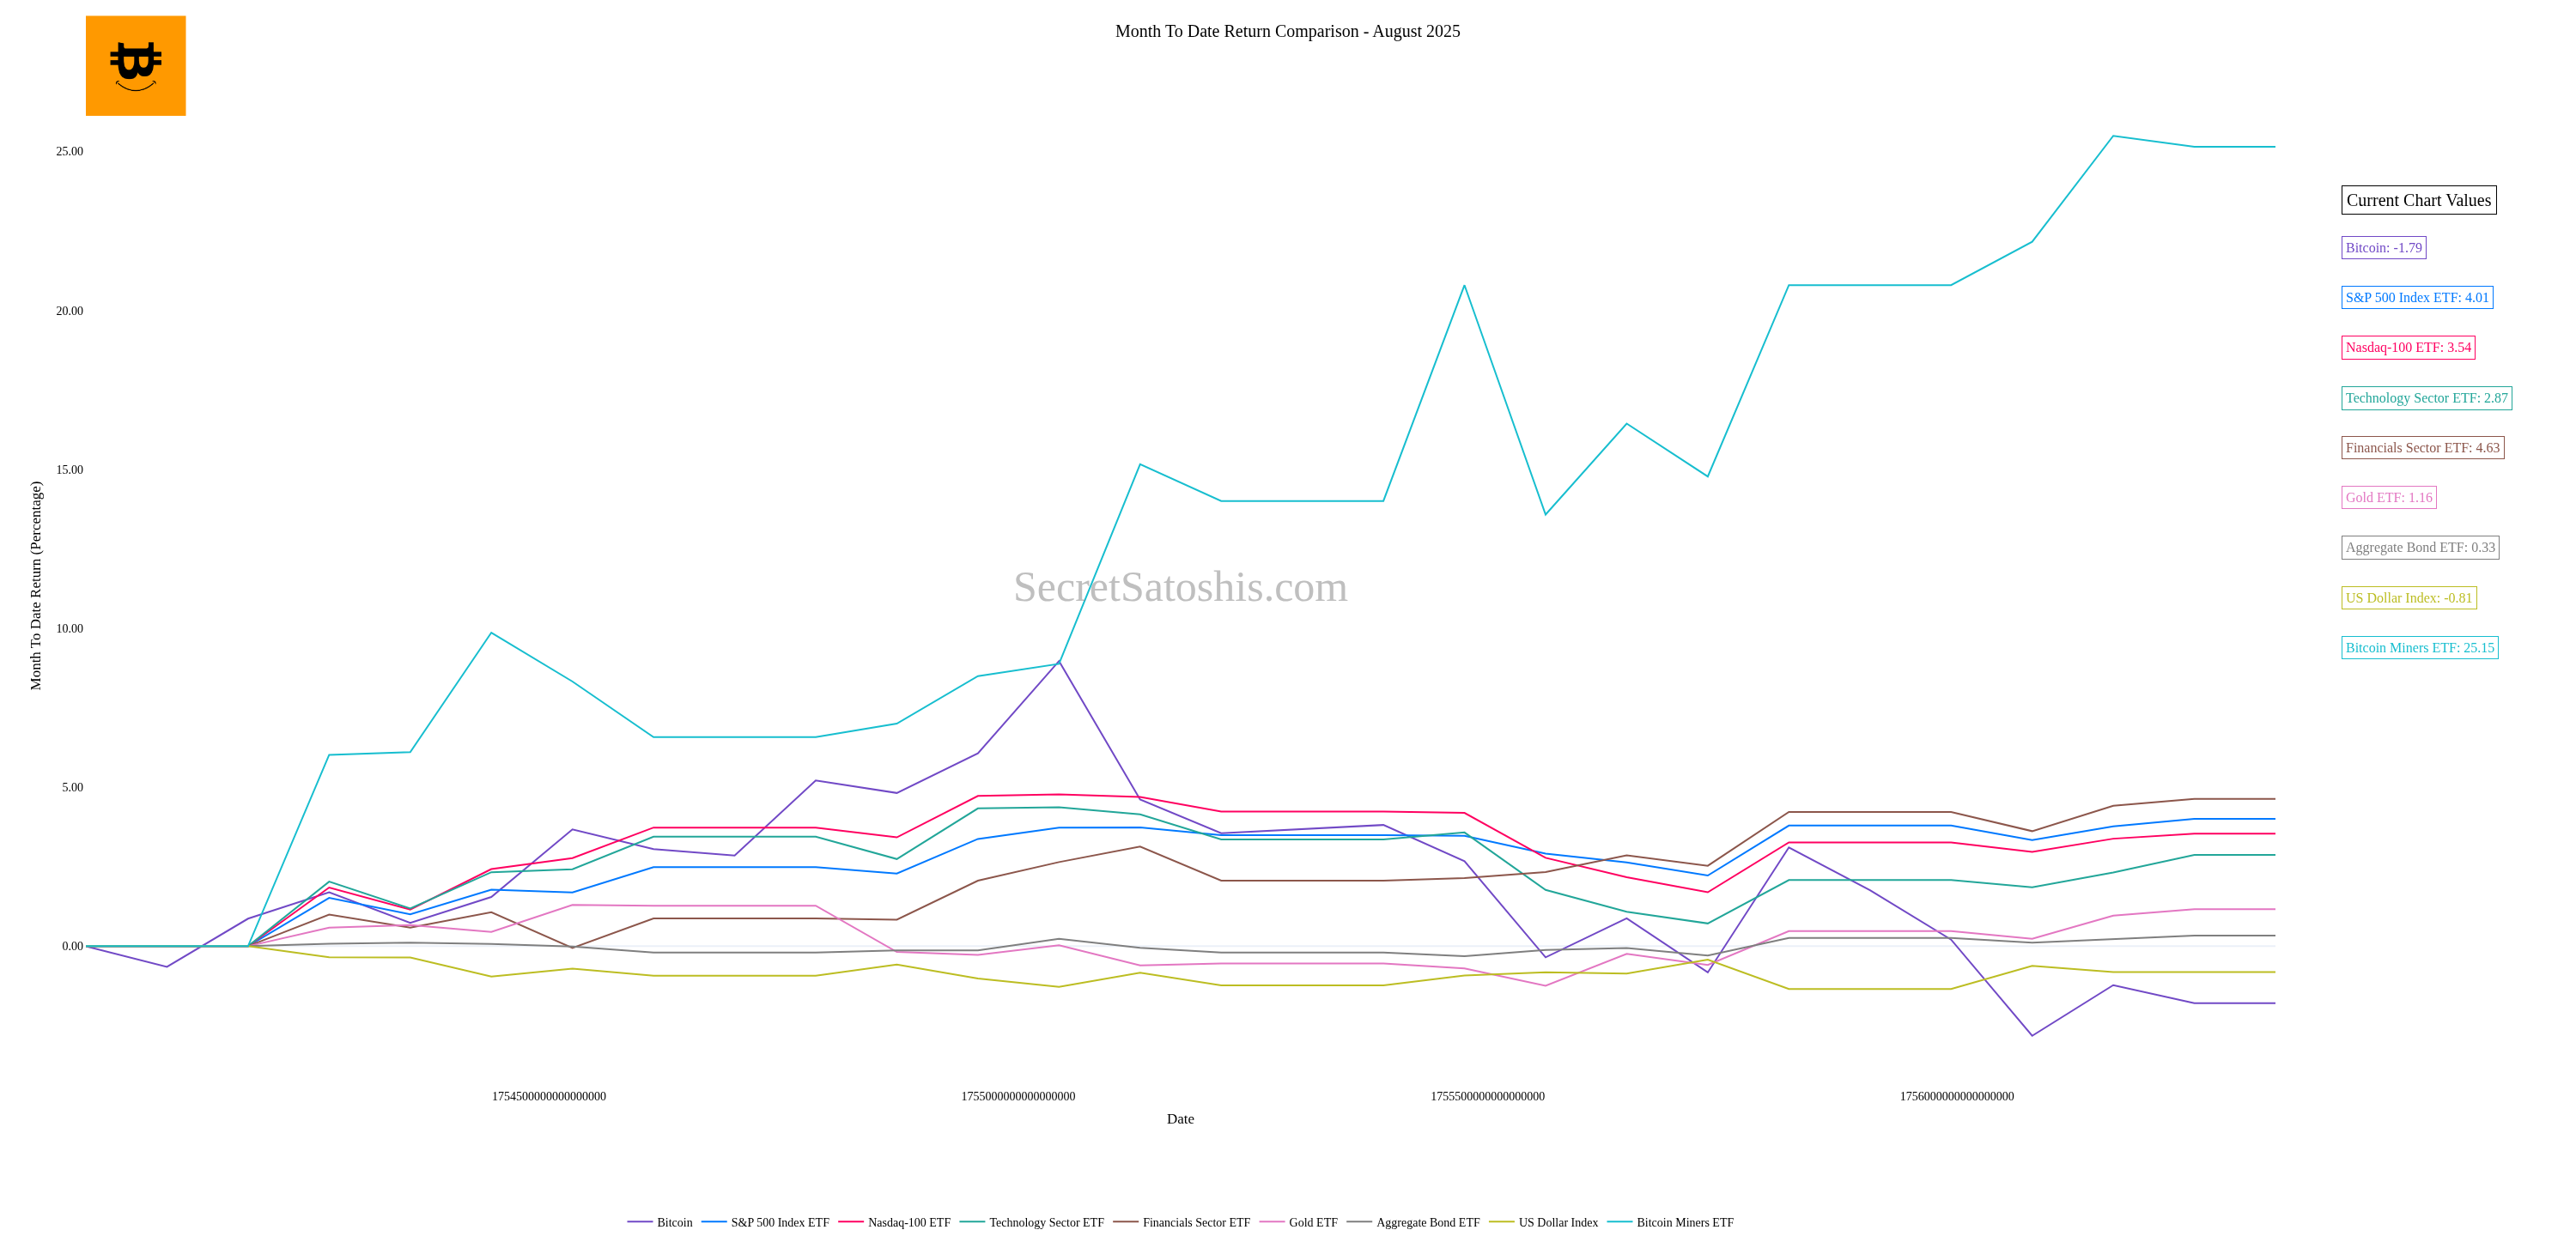 Month To Date Return Comparison - August 2025
25.00
20.00
15.00
10.00
5.00
0.00
Month To Date Return (Percentage)
SecretSatoshis.com
Current Chart Values
Bitcoin: -1.79
S&P 500 Index ETF: 4.01
Nasdaq-100 ETF: 3.54
Technology Sector ETF: 2.87
Financials Sector ETF: 4.63
Gold ETF: 1.16
Aggregate Bond ETF: 0.33
US Dollar Index: -0.81
Bitcoin Miners ETF: 25.15
1754500000000000000 1755000000000000000 1755500000000000000 1756000000000000000
Date
Bitcoin S&P 500 Index ETF Nasdaq-100 ETF Technology Sector ETF Financials Sector ETF Gold ETF Aggregate Bond ETF US Dollar Index Bitcoin Miners ETF